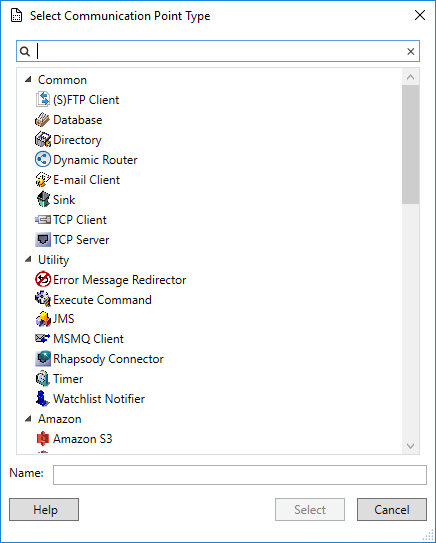 Select Communication Point Type
Common
(S)FTP Client
Database
Directory
Dynamic Router
E-mail Client
Sink
TCP Client
TCP Server
Utility
Error Message Redirector
Execute Command
JMS
MSMQ Client
Rhapsody Connector
Timer
Watchlist Notifier
Amazon
Amazon S3
Name:
Help
Select
Cancel